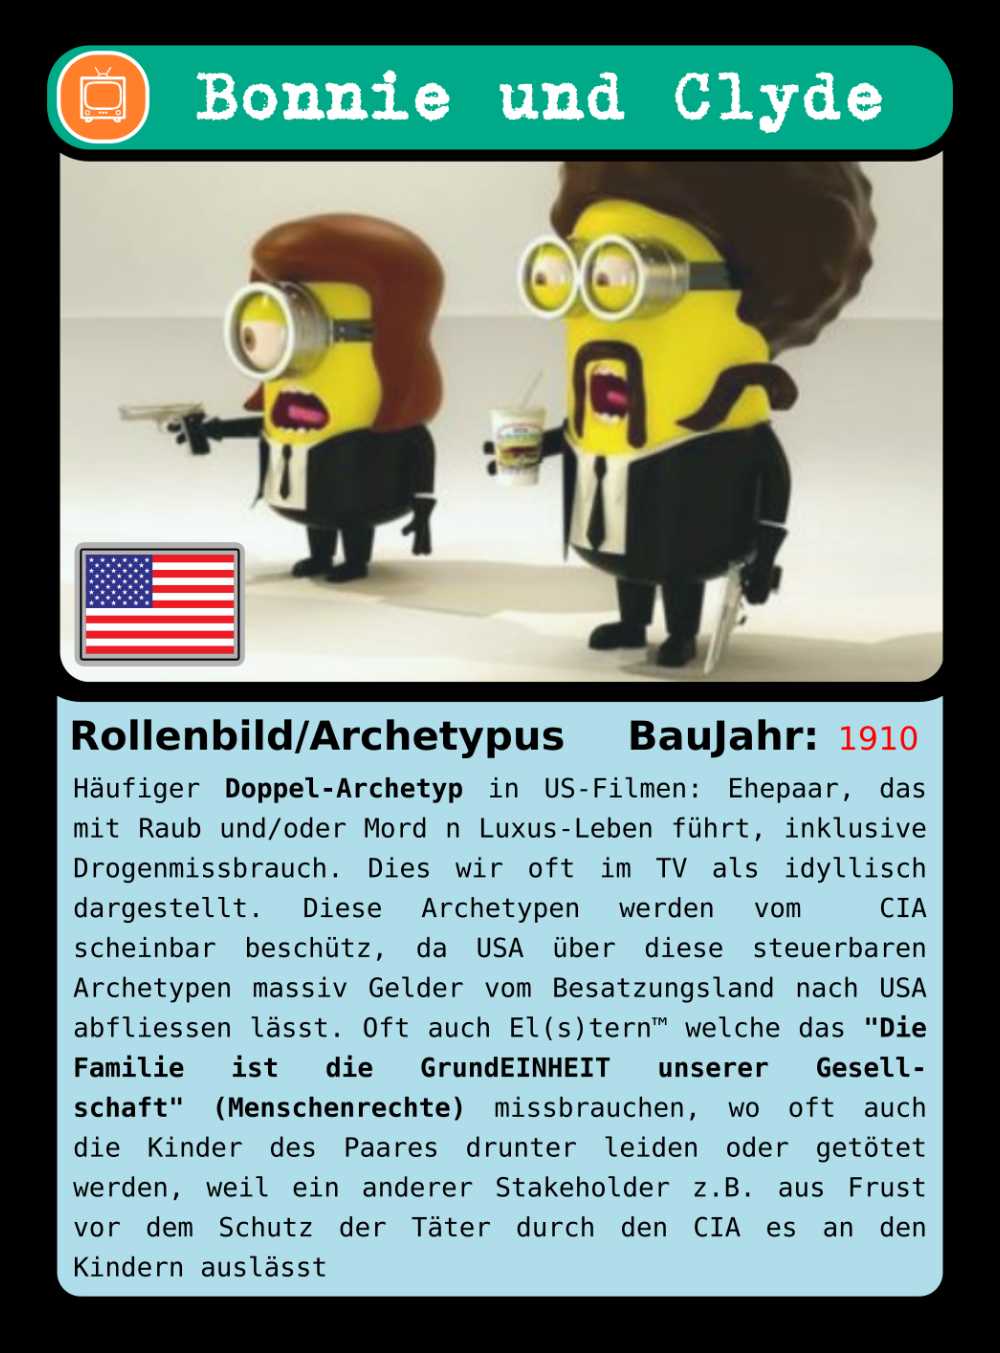 Bonnie und Clyde
Rollenbild/Archetypus BauJahr: 1910
Häufiger Doppel-Archetyp in US-Filmen: Ehepaar, das
mit Raub und/oder Mord n Luxus-Leben führt, inklusive
Drogenmissbrauch. Dies wir oft im TV als idyllisch
dargestellt. Diese Archetypen werden vom CIA
scheinbar beschütz, da USA über diese steuerbaren
Archetypen massiv Gelder vom Besatzungsland nach USA
abfliessen lässt. Oft auch El(s)tern™ welche das "Die
Familie ist die GrundEINHEIT unserer Gesell-
schaft" (Menschenrechte) missbrauchen, wo oft auch
die Kinder des Paares drunter leiden oder getötet
werden, weil ein anderer Stakeholder z.B. aus Frust
vor dem Schutz der Täter durch den CIA es an den
Kindern auslässt